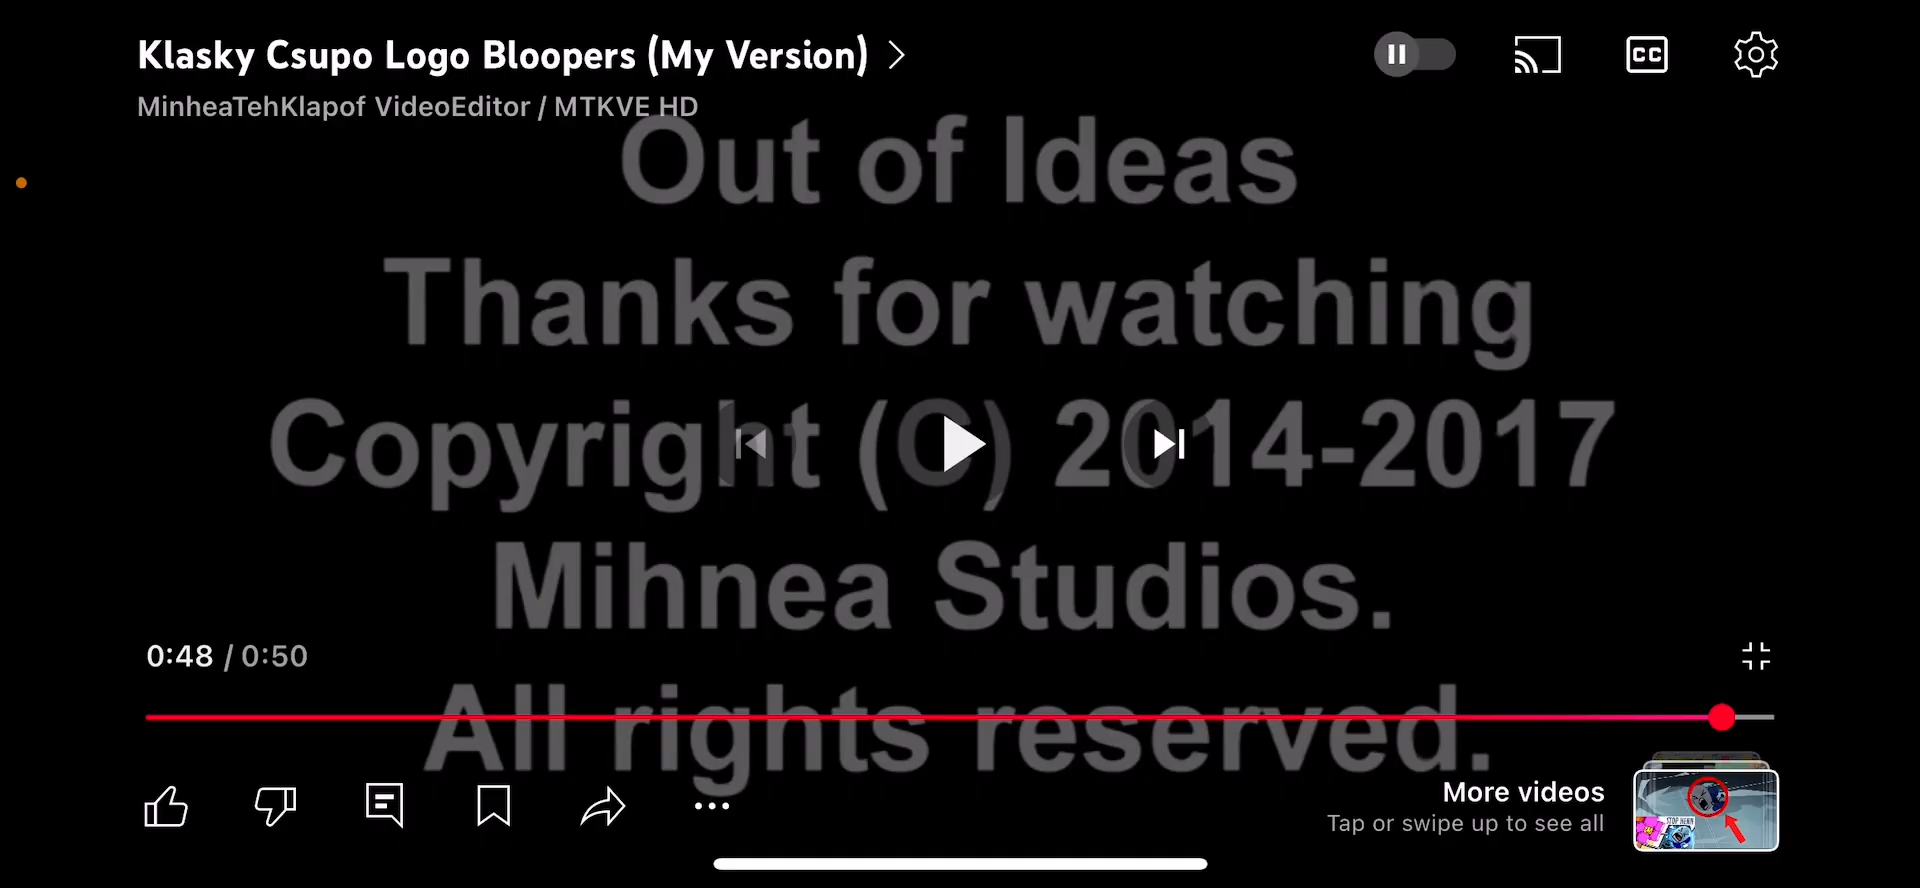 Klasky Csupo Logo Bloopers (My Version)
CC
MinheaTehKlapof VideoEditor / MTKVE HD
Out of Ideas
Thanks for watching
Copyright (C) 2014-2017
Mihnea Studios.
0:48 / 0:50
All rights reserved.
More videos
Tap or swipe up to see all